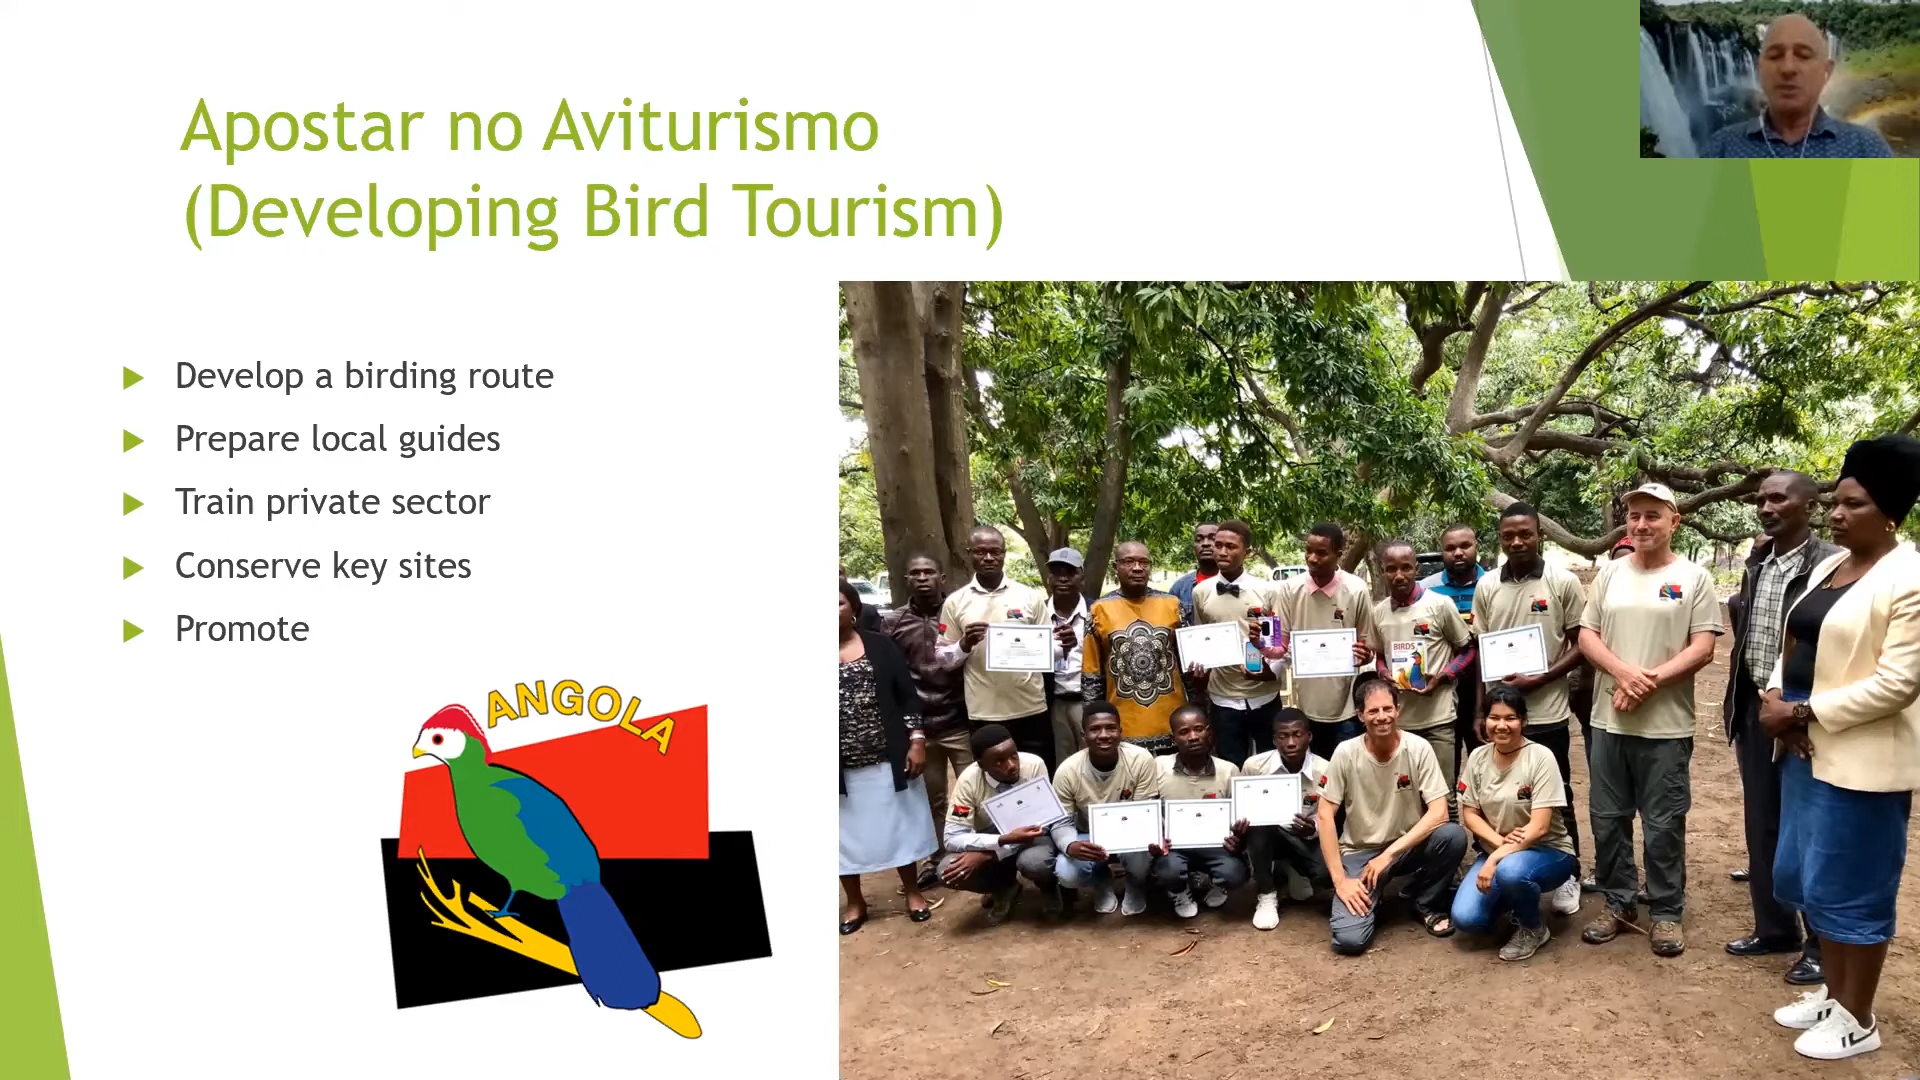 Apostar no Aviturismo
(Developing Bird Tourism)
Develop a birding route
Prepare local guides
Train private sector
Conserve key sites
Promote
ANGOLA
BIRDS